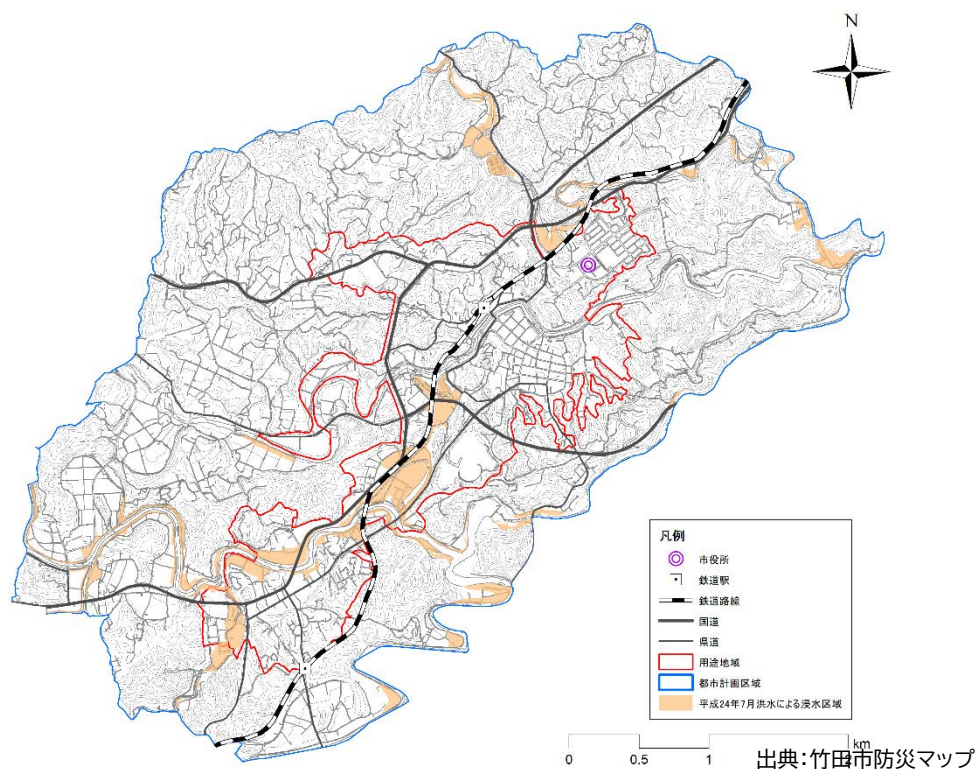 N
凡例
市役所
鉄道駅
鉄道路線
国道
県道
用途地域
都市計画区域
平成24年7月洪水による浸水区域
km
0 0.5 1 2
出典：竹田市防災マップ